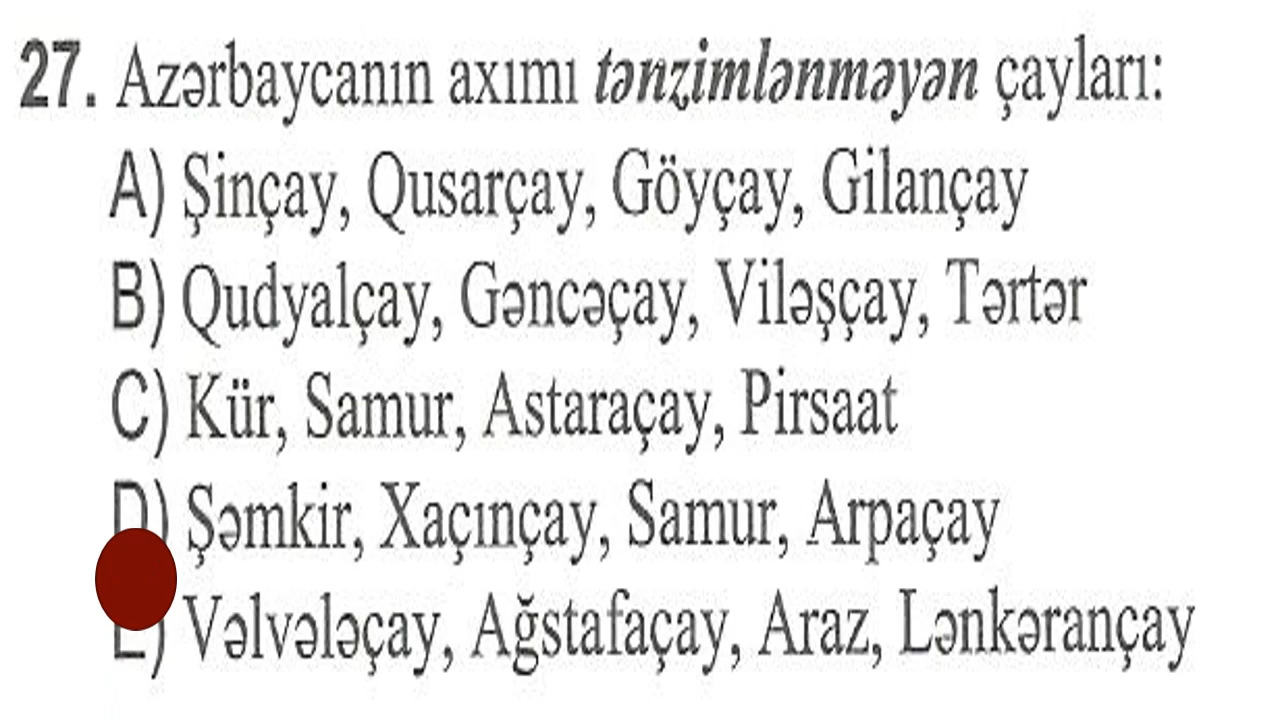 27. Azərbaycanın axımı tənzimlənməyən çayları:
A) Şinçay, Qusarçay, Göyçay, Gilançay
B) Qudyalçay, Gəncəçay, Viləşçay, Tərtər
C) Kür, Samur, Astaraçay, Pirsaat
D) Şəmkir, Xaçınçay, Samur, Arpaçay
E) Vəlvələçay, Ağstafaçay, Araz, Lənkərançay